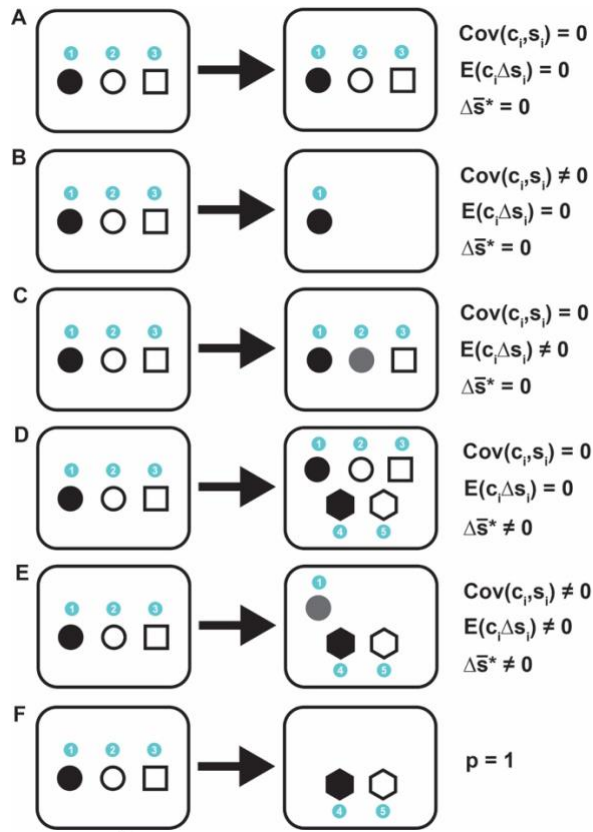 A
1 2 3
1 2 3
Cov(cᵢ,sᵢ) = 0
E(cᵢΔsᵢ) = 0
Δs̅* = 0
B
1 2 3
1
Cov(cᵢ,sᵢ) ≠ 0
E(cᵢΔsᵢ) = 0
Δs̅* = 0
C
1 2 3
1 2 3
Cov(cᵢ,sᵢ) = 0
E(cᵢΔsᵢ) ≠ 0
Δs̅* = 0
D
1 2 3
1 2 3
4 5
Cov(cᵢ,sᵢ) = 0
E(cᵢΔsᵢ) = 0
Δs̅* ≠ 0
E
1 2 3
1
4 5
Cov(cᵢ,sᵢ) ≠ 0
E(cᵢΔsᵢ) ≠ 0
Δs̅* ≠ 0
F
1 2 3
4 5
p = 1